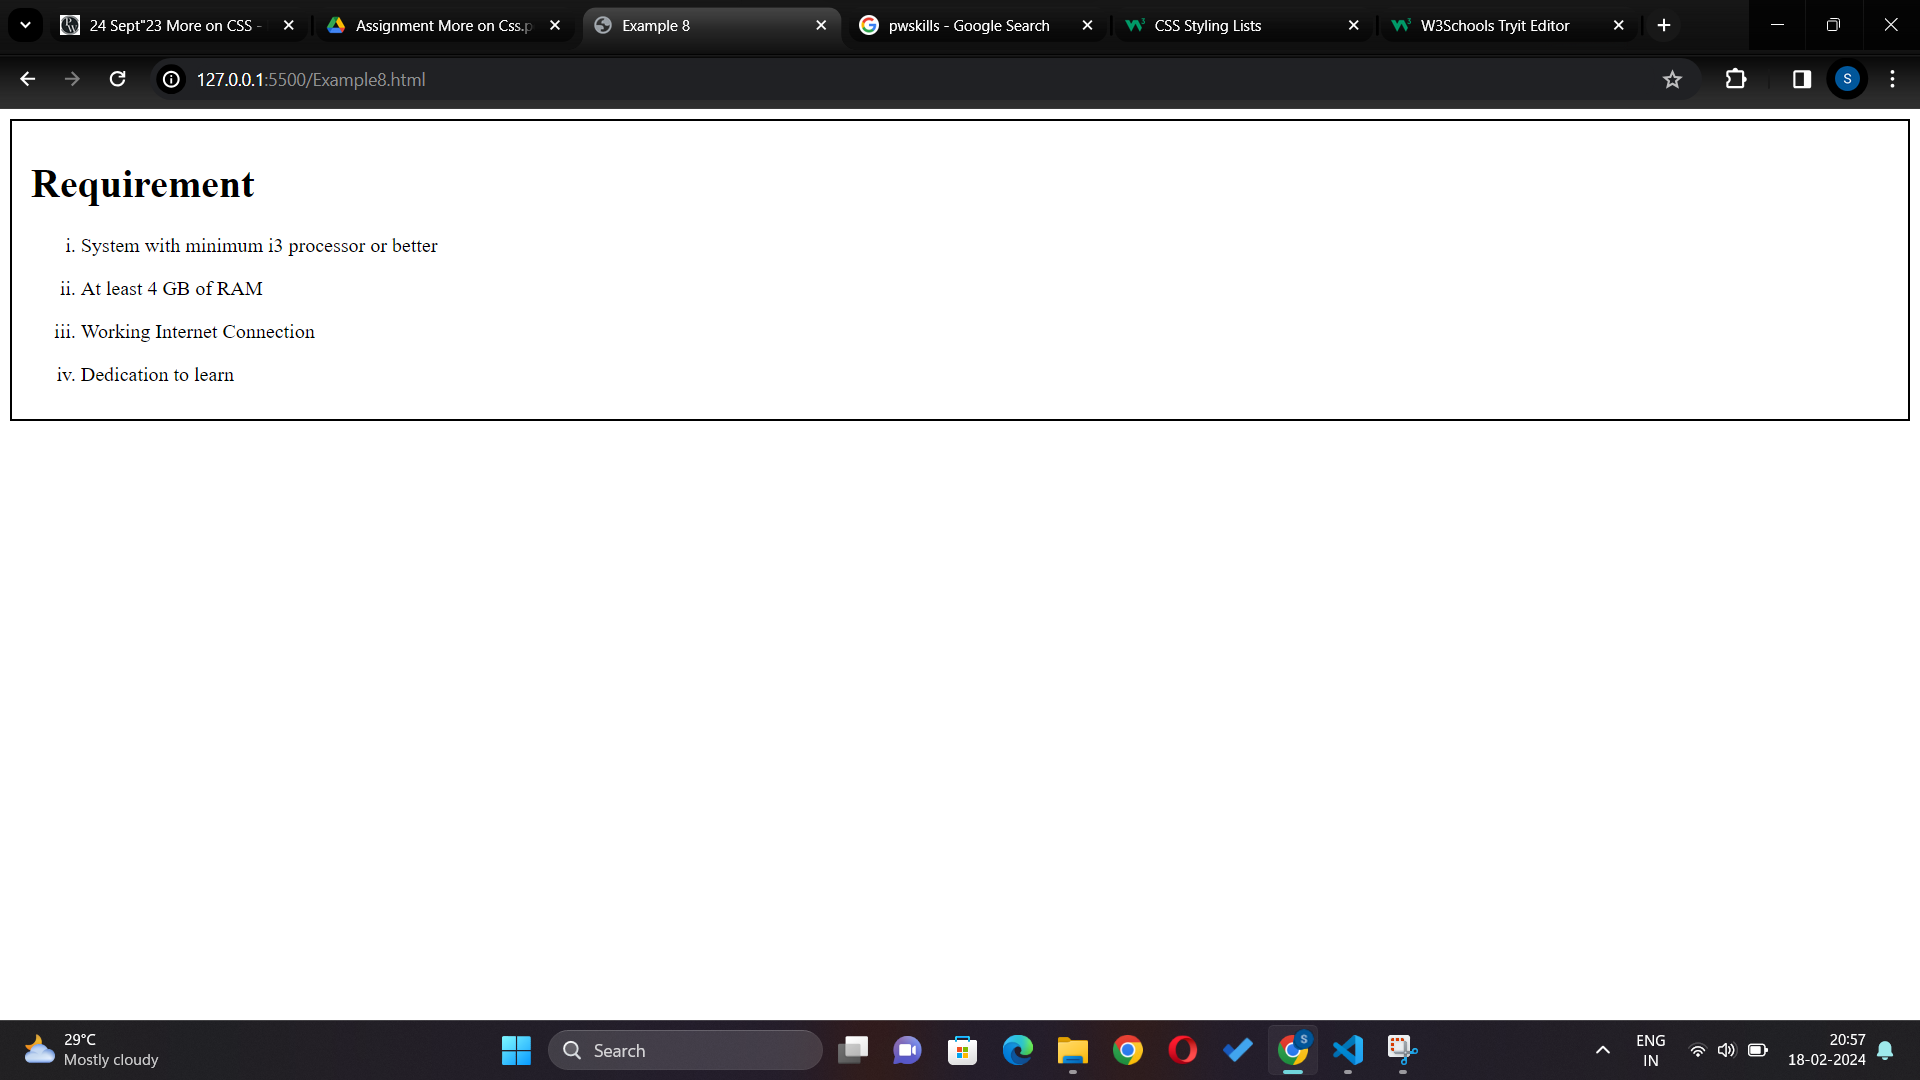 24 Sept"23 More on CSS -
Assignment More on Css.p
Example 8
pwskills - Google Search
CSS Styling Lists
W3Schools Tryit Editor
127.0.0.1:5500/Example8.html
S
Requirement
i. System with minimum i3 processor or better
ii. At least 4 GB of RAM
iii. Working Internet Connection
iv. Dedication to learn
29°C
Mostly cloudy
Search
S
ENG
IN
20:57
18-02-2024